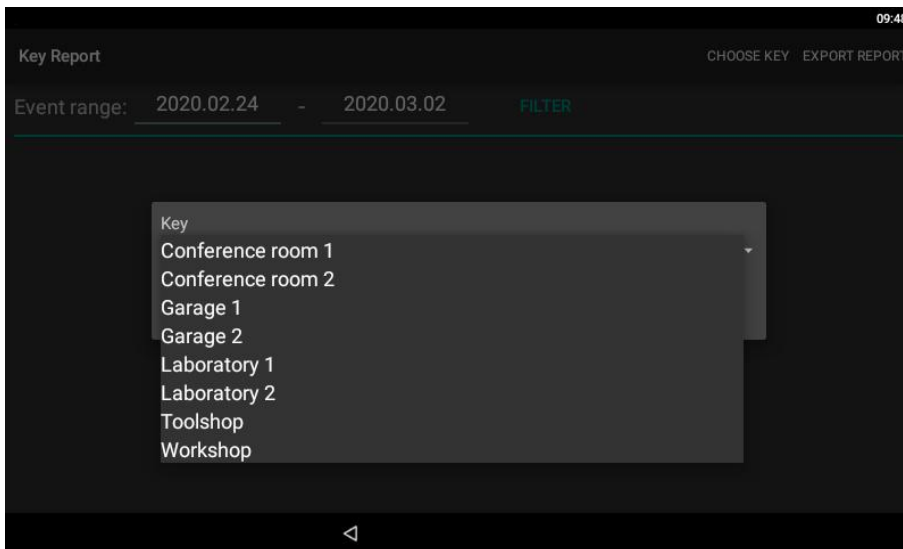 09:48
Key Report CHOOSE KEY EXPORT REPORT
Event range: 2020.02.24 - 2020.03.02 FILTER
Key
Conference room 1
Conference room 2
Garage 1
Garage 2
Laboratory 1
Laboratory 2
Toolshop
Workshop